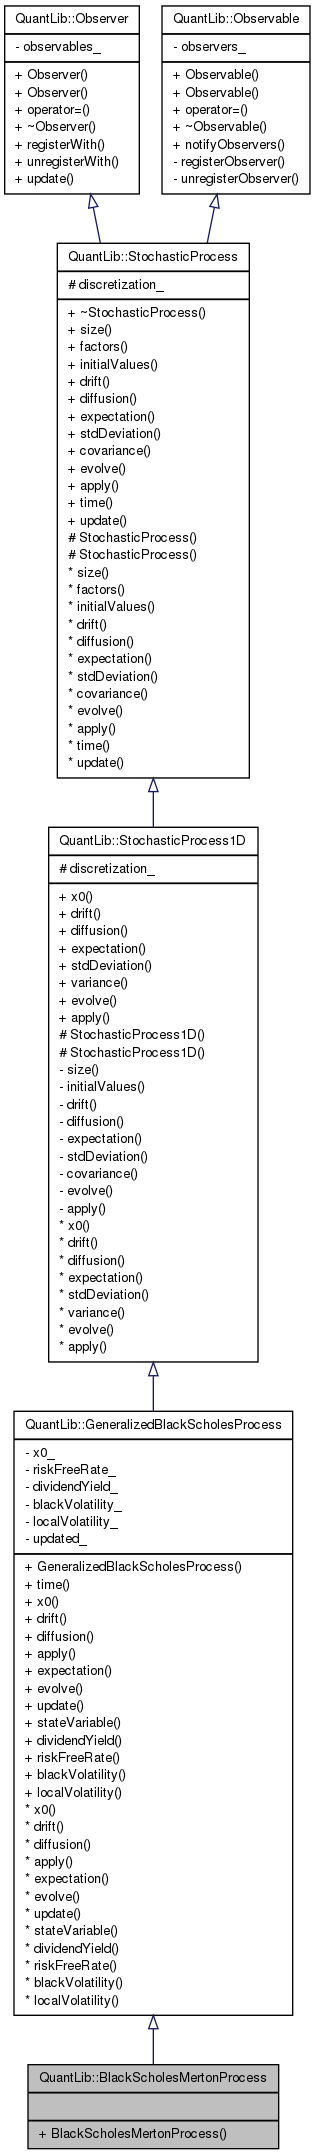 QuantLib::Observer
- observables_
+ Observer()
+ Observer()
+ operator=()
+ ~Observer()
+ registerWith()
+ unregisterWith()
+ update()
QuantLib::Observable
- observers_
+ Observable()
+ Observable()
+ operator=()
+ ~Observable()
+ notifyObservers()
- registerObserver()
- unregisterObserver()
QuantLib::StochasticProcess
# discretization_
+ ~StochasticProcess()
+ size()
+ factors()
+ initialValues()
+ drift()
+ diffusion()
+ expectation()
+ stdDeviation()
+ covariance()
+ evolve()
+ apply()
+ time()
+ update()
# StochasticProcess()
# StochasticProcess()
* size()
* factors()
* initialValues()
* drift()
* diffusion()
* expectation()
* stdDeviation()
* covariance()
* evolve()
* apply()
* time()
* update()
QuantLib::StochasticProcess1D
# discretization_
+ x0()
+ drift()
+ diffusion()
+ expectation()
+ stdDeviation()
+ variance()
+ evolve()
+ apply()
# StochasticProcess1D()
# StochasticProcess1D()
- size()
- initialValues()
- drift()
- diffusion()
- expectation()
- stdDeviation()
- covariance()
- evolve()
- apply()
* x0()
* drift()
* diffusion()
* expectation()
* stdDeviation()
* variance()
* evolve()
* apply()
QuantLib::GeneralizedBlackScholesProcess
- x0_
- riskFreeRate_
- dividendYield_
- blackVolatility_
- localVolatility_
- updated_
+ GeneralizedBlackScholesProcess()
+ time()
+ x0()
+ drift()
+ diffusion()
+ apply()
+ expectation()
+ evolve()
+ update()
+ stateVariable()
+ dividendYield()
+ riskFreeRate()
+ blackVolatility()
+ localVolatility()
* x0()
* drift()
* diffusion()
* apply()
* expectation()
* evolve()
* update()
* stateVariable()
* dividendYield()
* riskFreeRate()
* blackVolatility()
* localVolatility()
QuantLib::BlackScholesMertonProcess
+ BlackScholesMertonProcess()